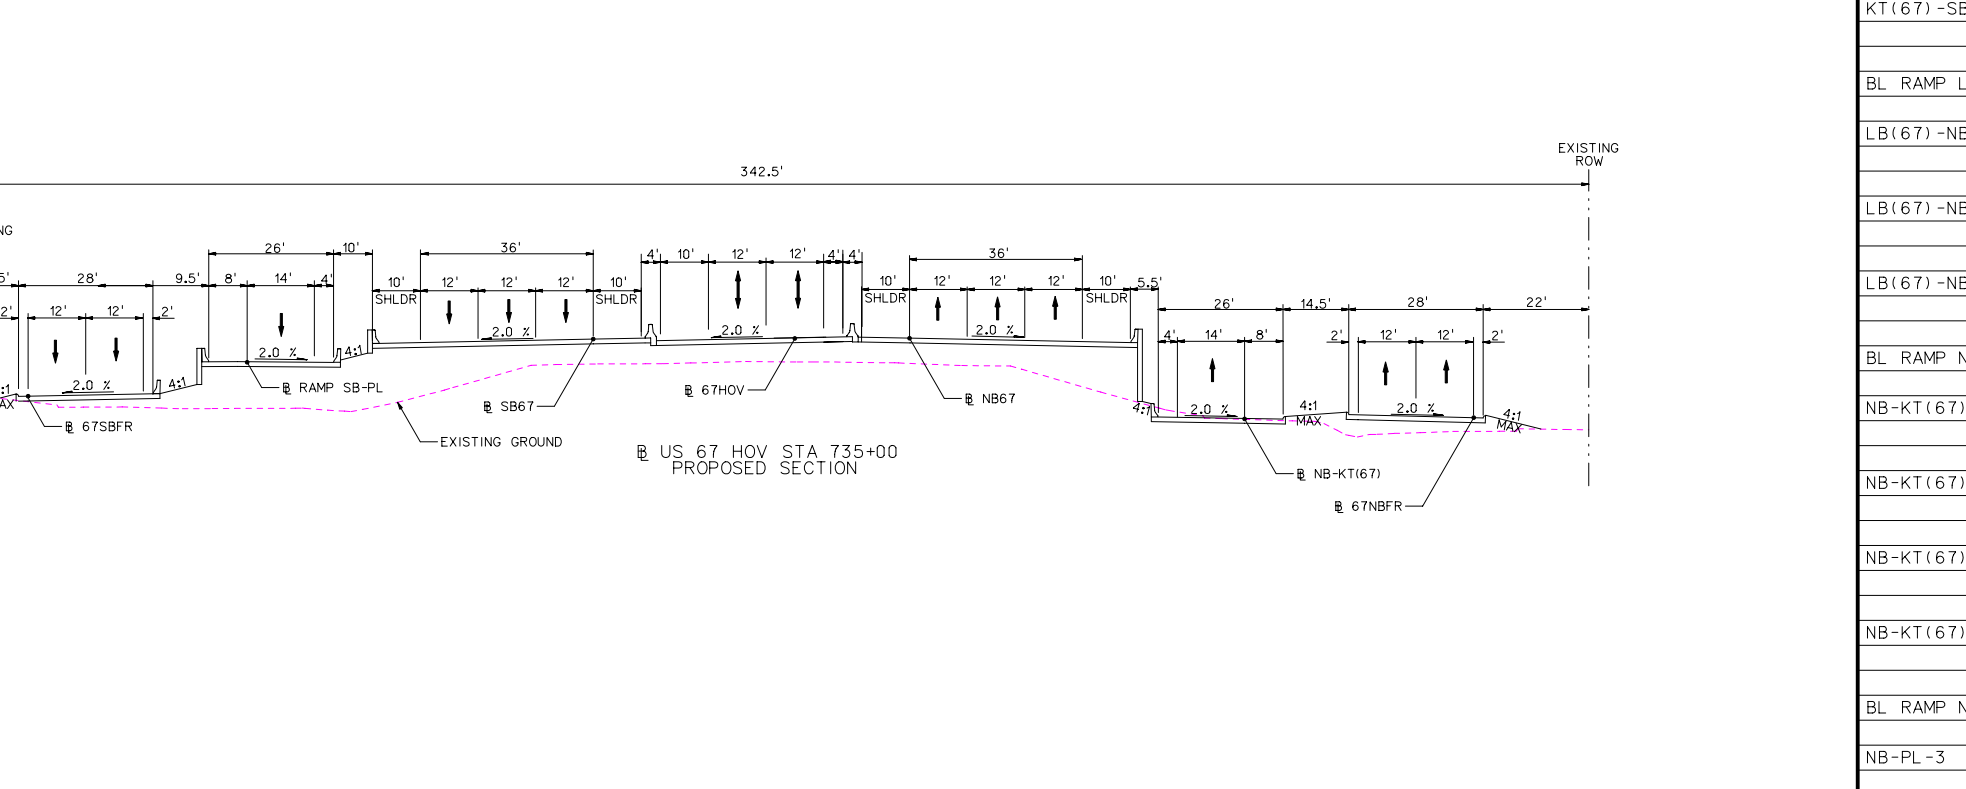 EXISTING
ROW
342.5'
26'
10'
36'
4'
10'
12'
12'
4'
4'
36'
28'
9.5'
8'
14'
4'
10'
SHLDR
12'
12'
12'
10'
SHLDR
10'
SHLDR
12'
12'
12'
10'
SHLDR
5.5'
2'
12'
12'
2'
26'
14.5'
28'
22'
4'
14'
8'
2'
12'
12'
2'
2.0 %
4:1
2.0 %
2.0 %
2.0 %
2.0 %
4:1
4:1
2.0 %
4:1
MAX
2.0 %
4:1
MAX
℄ RAMP SB-PL
℄ SB67
℄ 67HOV
℄ NB67
℄ 67SBFR
EXISTING GROUND
℄ US 67 HOV STA 735+00
PROPOSED SECTION
℄ NB-KT(67)
℄ 67NBFR
KT(67)-SB
BL RAMP L
LB(67)-NB
LB(67)-NB
LB(67)-NB
BL RAMP N
NB-KT(67)
NB-KT(67)
NB-KT(67)
NB-KT(67)
BL RAMP N
NB-PL-3